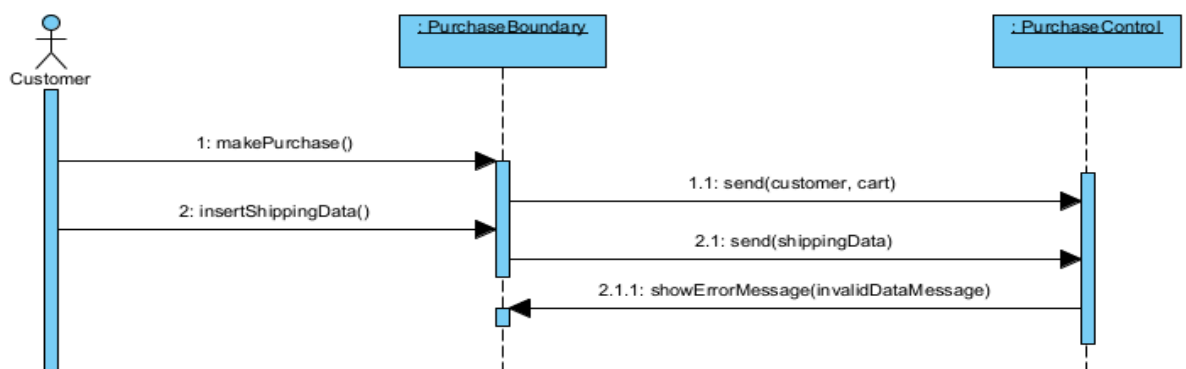 : PurchaseBoundary
: PurchaseControl
Customer
1: makePurchase()
1.1: send(customer, cart)
2: insertShippingData()
2.1: send(shippingData)
2.1.1: showErrorMessage(invalidDataMessage)